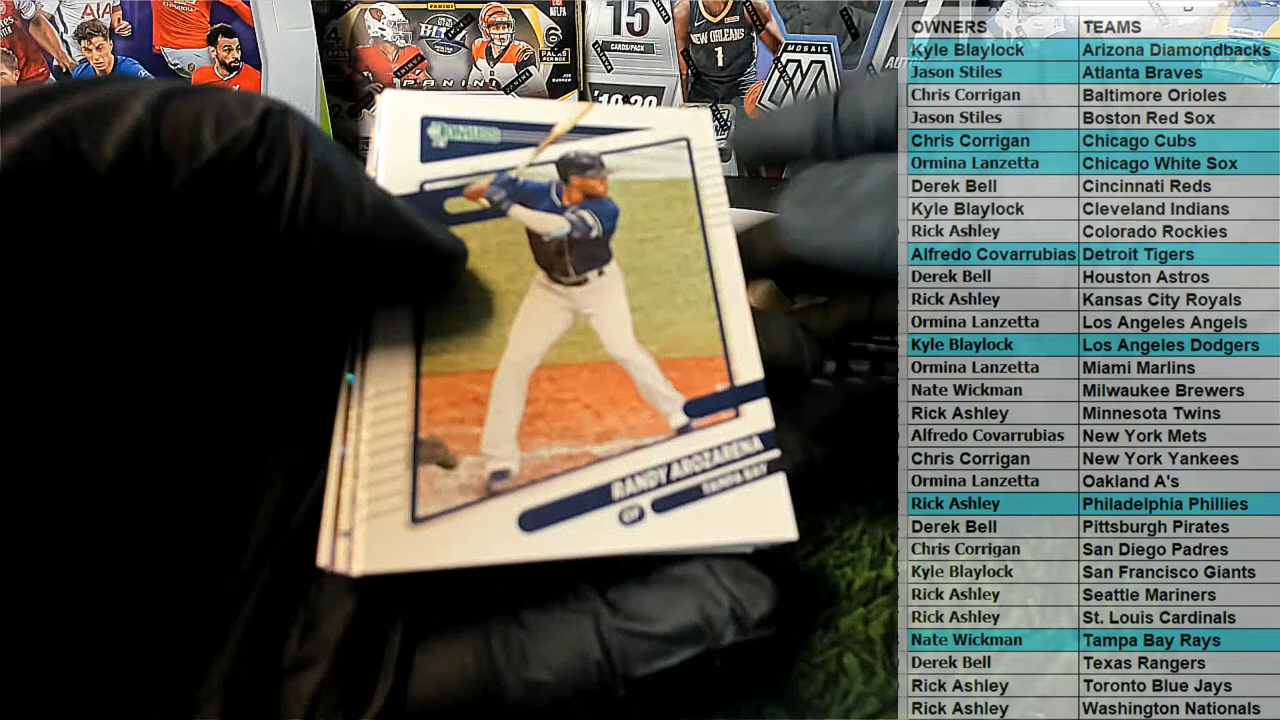 AIA
15
CARDS/PACK
19-20
PANINI
NEW ORLEANS
1
MOSAIC
DONRUSS
RANDY AROZARENA
TAMPA BAY
OF
OWNERS TEAMS
Kyle Blaylock Arizona Diamondbacks
Jason Stiles Atlanta Braves
Chris Corrigan Baltimore Orioles
Jason Stiles Boston Red Sox
Chris Corrigan Chicago Cubs
Ormina Lanzetta Chicago White Sox
Derek Bell Cincinnati Reds
Kyle Blaylock Cleveland Indians
Rick Ashley Colorado Rockies
Alfredo Covarrubias Detroit Tigers
Derek Bell Houston Astros
Rick Ashley Kansas City Royals
Ormina Lanzetta Los Angeles Angels
Kyle Blaylock Los Angeles Dodgers
Ormina Lanzetta Miami Marlins
Nate Wickman Milwaukee Brewers
Rick Ashley Minnesota Twins
Alfredo Covarrubias New York Mets
Chris Corrigan New York Yankees
Ormina Lanzetta Oakland A's
Rick Ashley Philadelphia Phillies
Derek Bell Pittsburgh Pirates
Chris Corrigan San Diego Padres
Kyle Blaylock San Francisco Giants
Rick Ashley Seattle Mariners
Rick Ashley St. Louis Cardinals
Nate Wickman Tampa Bay Rays
Derek Bell Texas Rangers
Rick Ashley Toronto Blue Jays
Rick Ashley Washington Nationals